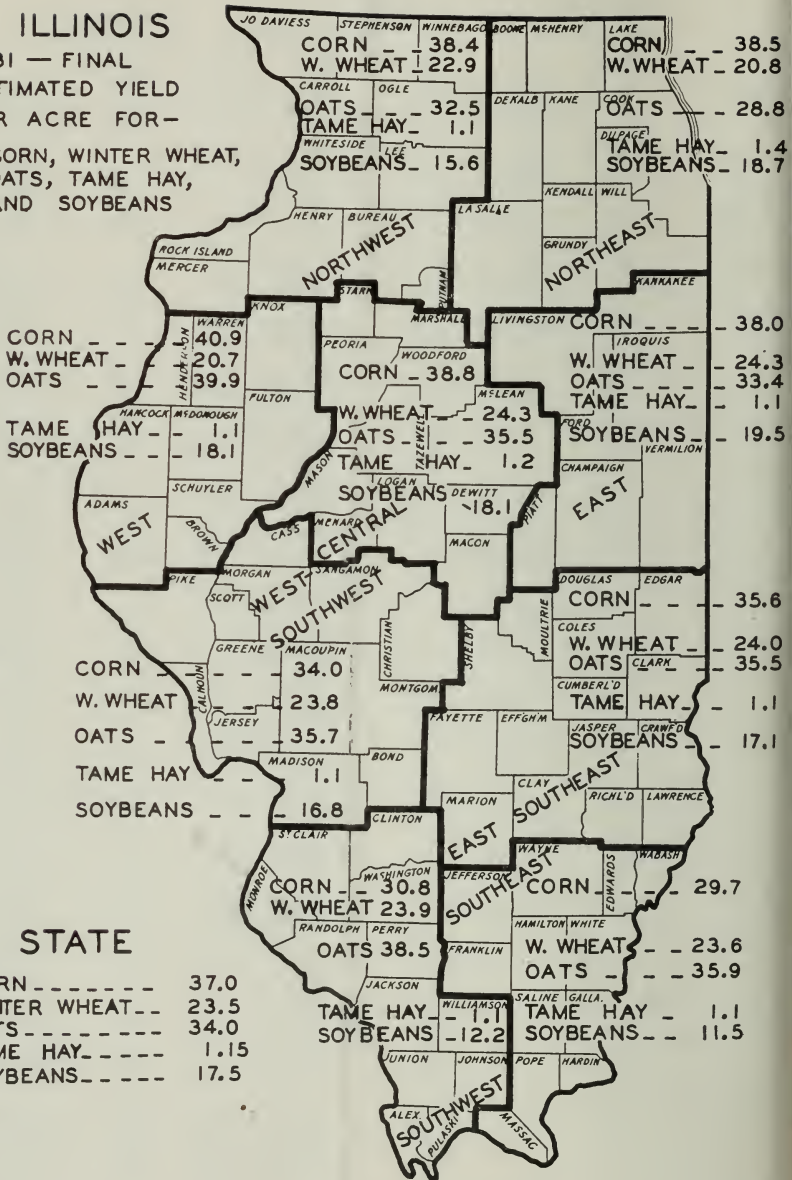 ILLINOIS
31 — FINAL
TIMATED YIELD
R ACRE FOR-
CORN, WINTER WHEAT,
OATS, TAME HAY,
AND SOYBEANS
JO DAVIESS STEPHENSON WINNEBAGO BOONE McHENRY LAKE
CORN 38.4
W. WHEAT 22.9
CARROLL OGLE
OATS 32.5
TAME HAY 1.1
WHITESIDE LEE
SOYBEANS 15.6
HENRY BUREAU
ROCK ISLAND
MERCER
PUTNAM
NORTHWEST
CORN 38.5
W. WHEAT 20.8
DEKALB KANE COOK
OATS 28.8
DUPAGE
TAME HAY 1.4
SOYBEANS 18.7
KENDALL WILL
LA SALLE
GRUNDY
NORTHEAST
KANKAKEE
KNOX
WARREN
HENDERSON
CORN 40.9
W. WHEAT 20.7
OATS 39.9
FULTON
HANCOCK McDONOUGH
TAME HAY 1.1
SOYBEANS 18.1
SCHUYLER
ADAMS
BROWN
WEST
STARK
MARSHALL
PEORIA
WOODFORD
CORN 38.8
McLEAN
W. WHEAT 24.3
OATS 35.5
TAZEWELL
TAME HAY 1.2
MASON
LOGAN
SOYBEANS 18.1
DEWITT
CASS
MENARD
MACON
CENTRAL
LIVINGSTON
CORN 38.0
IROQUIS
W. WHEAT 24.3
OATS 33.4
TAME HAY 1.1
FORD
SOYBEANS 19.5
VERMILION
CHAMPAIGN
PIATT
EAST
PIKE
MORGAN
SANGAMON
SCOTT
WEST-
SOUTHWEST
CHRISTIAN
GREENE MACOUPIN
CORN 34.0
CALHOUN
MONTGOM.
W. WHEAT 23.8
JERSEY
OATS 35.7
MADISON
BOND
TAME HAY 1.1
SOYBEANS 16.8
DOUGLAS EDGAR
CORN 35.6
MOULTRIE
SHELBY
COLES
W. WHEAT 24.0
OATS 35.5
CLARK
CUMBERL'D
TAME HAY 1.1
FAYETTE EFFGH'M
JASPER CRAWF'D
SOYBEANS 17.1
CLAY
MARION
RICHL'D LAWRENCE
EAST SOUTHEAST
ST. CLAIR
CLINTON
MONROE
WASHINGTON
CORN 30.8
W. WHEAT 23.9
RANDOLPH PERRY
OATS 38.5
JACKSON
WILLIAMSON
TAME HAY 1.1
SOYBEANS 12.2
UNION JOHNSON
ALEX.
PULASKI
SOUTHWEST
WAYNE
JEFFERSON
EDWARDS
WABASH
SOUTHEAST
CORN 29.7
HAMILTON WHITE
FRANKLIN
W. WHEAT 23.6
OATS 35.9
SALINE GALLA.
TAME HAY 1.1
SOYBEANS 11.5
POPE HARDIN
MASSAC
STATE
RN 37.0
TER WHEAT 23.5
TS 34.0
ME HAY 1.15
YBEANS 17.5